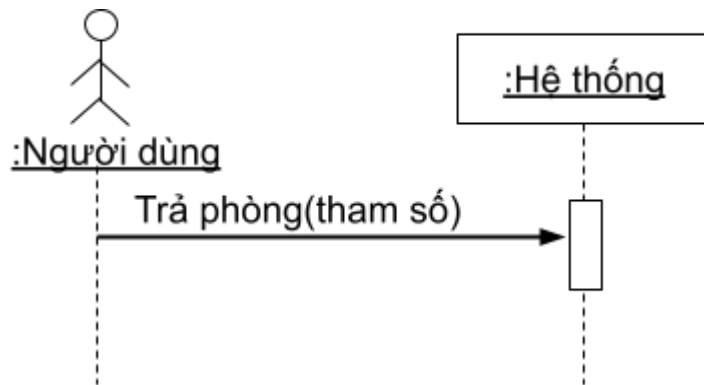 :Hệ thống
:Người dùng
Trả phòng(tham số)